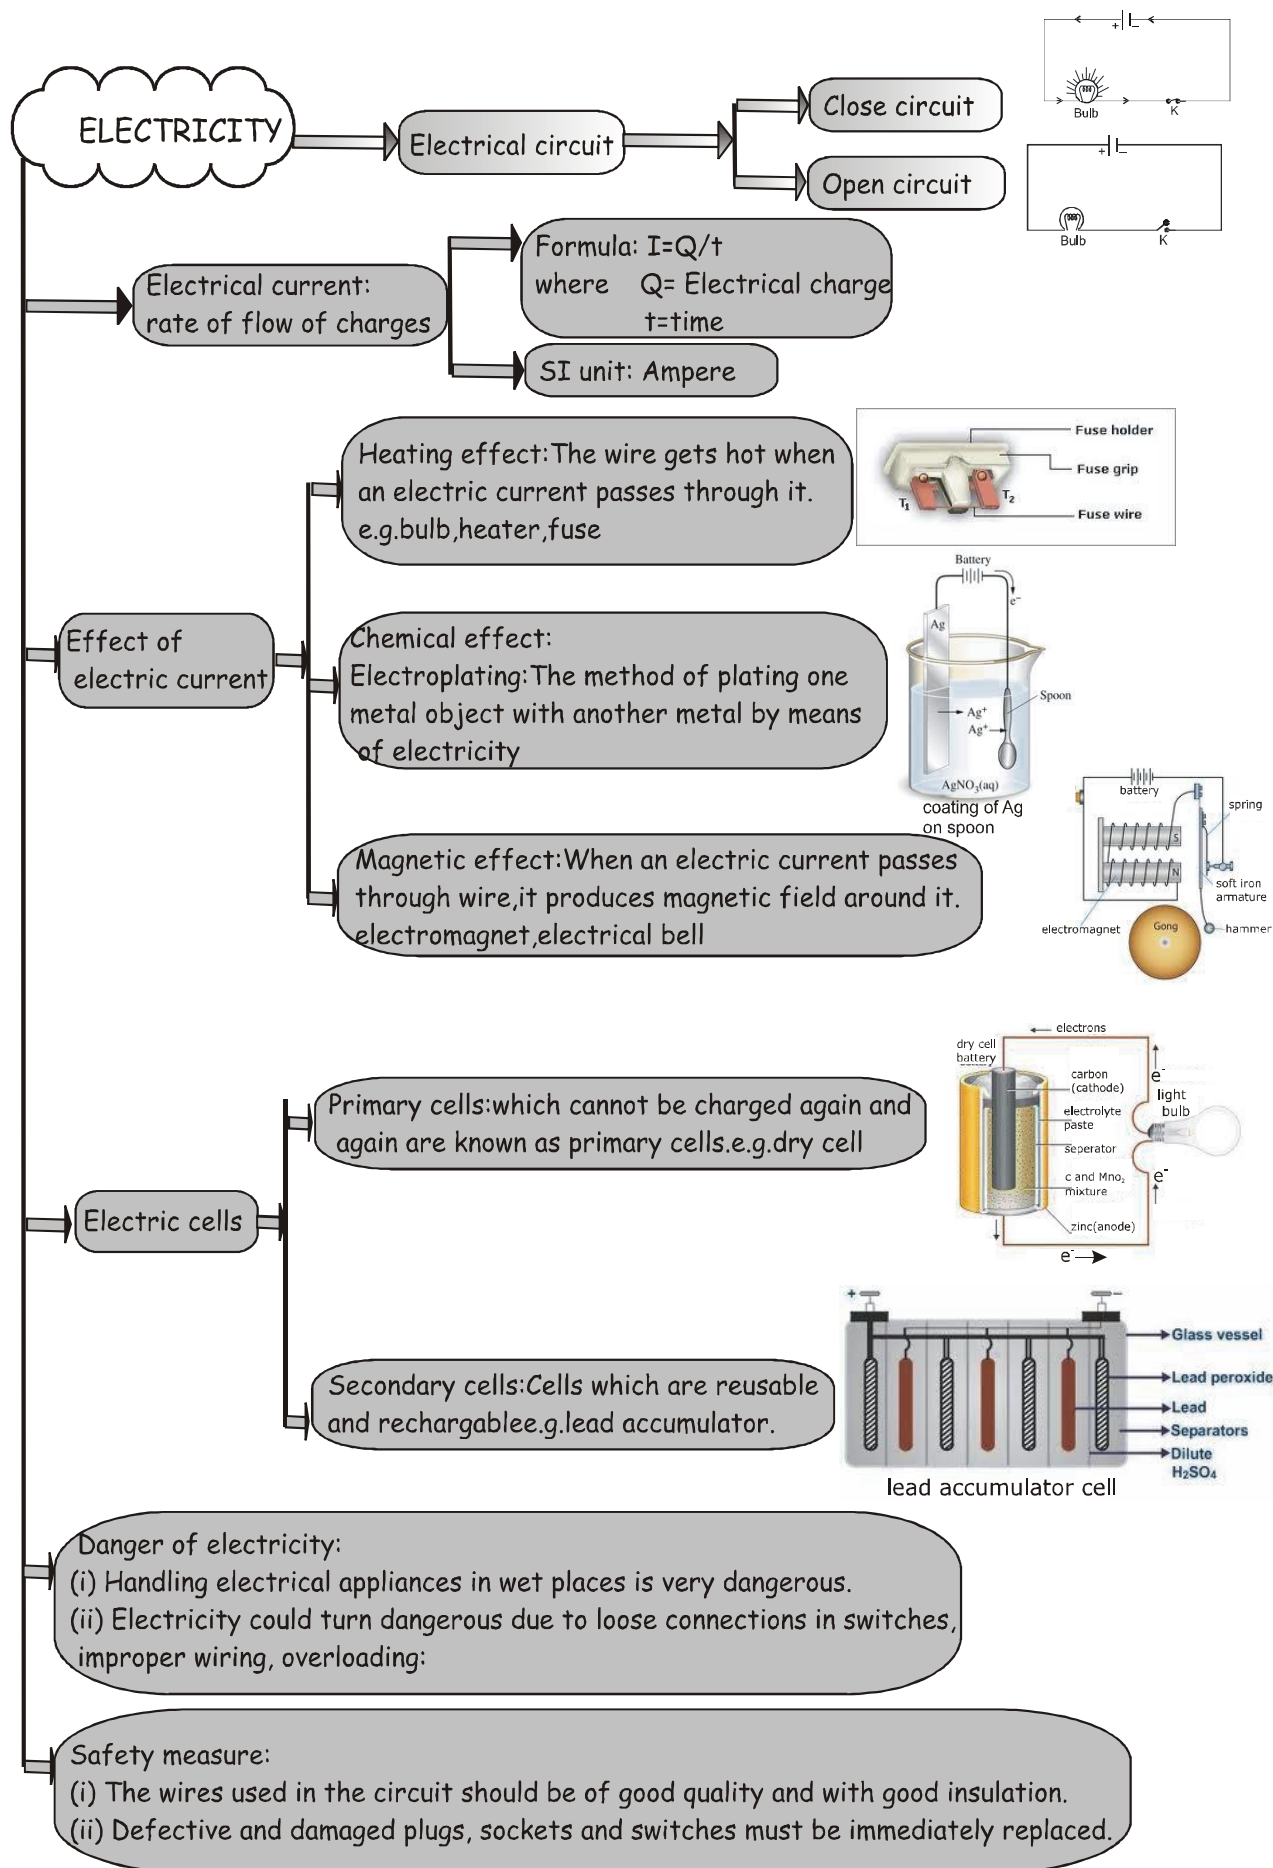 ELECTRICITY
Electrical circuit
Close circuit
+ –
Bulb K
Open circuit
+ –
Bulb K
Electrical current:
rate of flow of charges
Formula: I=Q/t
where Q= Electrical charge
t=time
SI unit: Ampere
Effect of
electric current
Heating effect:The wire gets hot when
an electric current passes through it.
e.g.bulb,heater,fuse
Fuse holder
Fuse grip
T₁ T₂
Fuse wire
Chemical effect:
Electroplating:The method of plating one
metal object with another metal by means
of electricity
Battery
e⁻
Ag
Spoon
Ag⁺
Ag⁺
AgNO₃(aq)
coating of Ag
on spoon
Magnetic effect:When an electric current passes
through wire,it produces magnetic field around it.
electromagnet,electrical bell
battery
spring
S
N
soft iron
armature
electromagnet
Gong
hammer
Electric cells
Primary cells:which cannot be charged again and
again are known as primary cells.e.g.dry cell
electrons
dry cell
battery
carbon
(cathode)
e⁻
light
bulb
electrolyte
paste
seperator
e⁻
c and Mno₂
mixture
zinc(anode)
e⁻
Secondary cells:Cells which are reusable
and rechargablee.g.lead accumulator.
+ –
Glass vessel
Lead peroxide
Lead
Separators
Dilute
H₂SO₄
lead accumulator cell
Danger of electricity:
(i) Handling electrical appliances in wet places is very dangerous.
(ii) Electricity could turn dangerous due to loose connections in switches,
improper wiring, overloading:
Safety measure:
(i) The wires used in the circuit should be of good quality and with good insulation.
(ii) Defective and damaged plugs, sockets and switches must be immediately replaced.